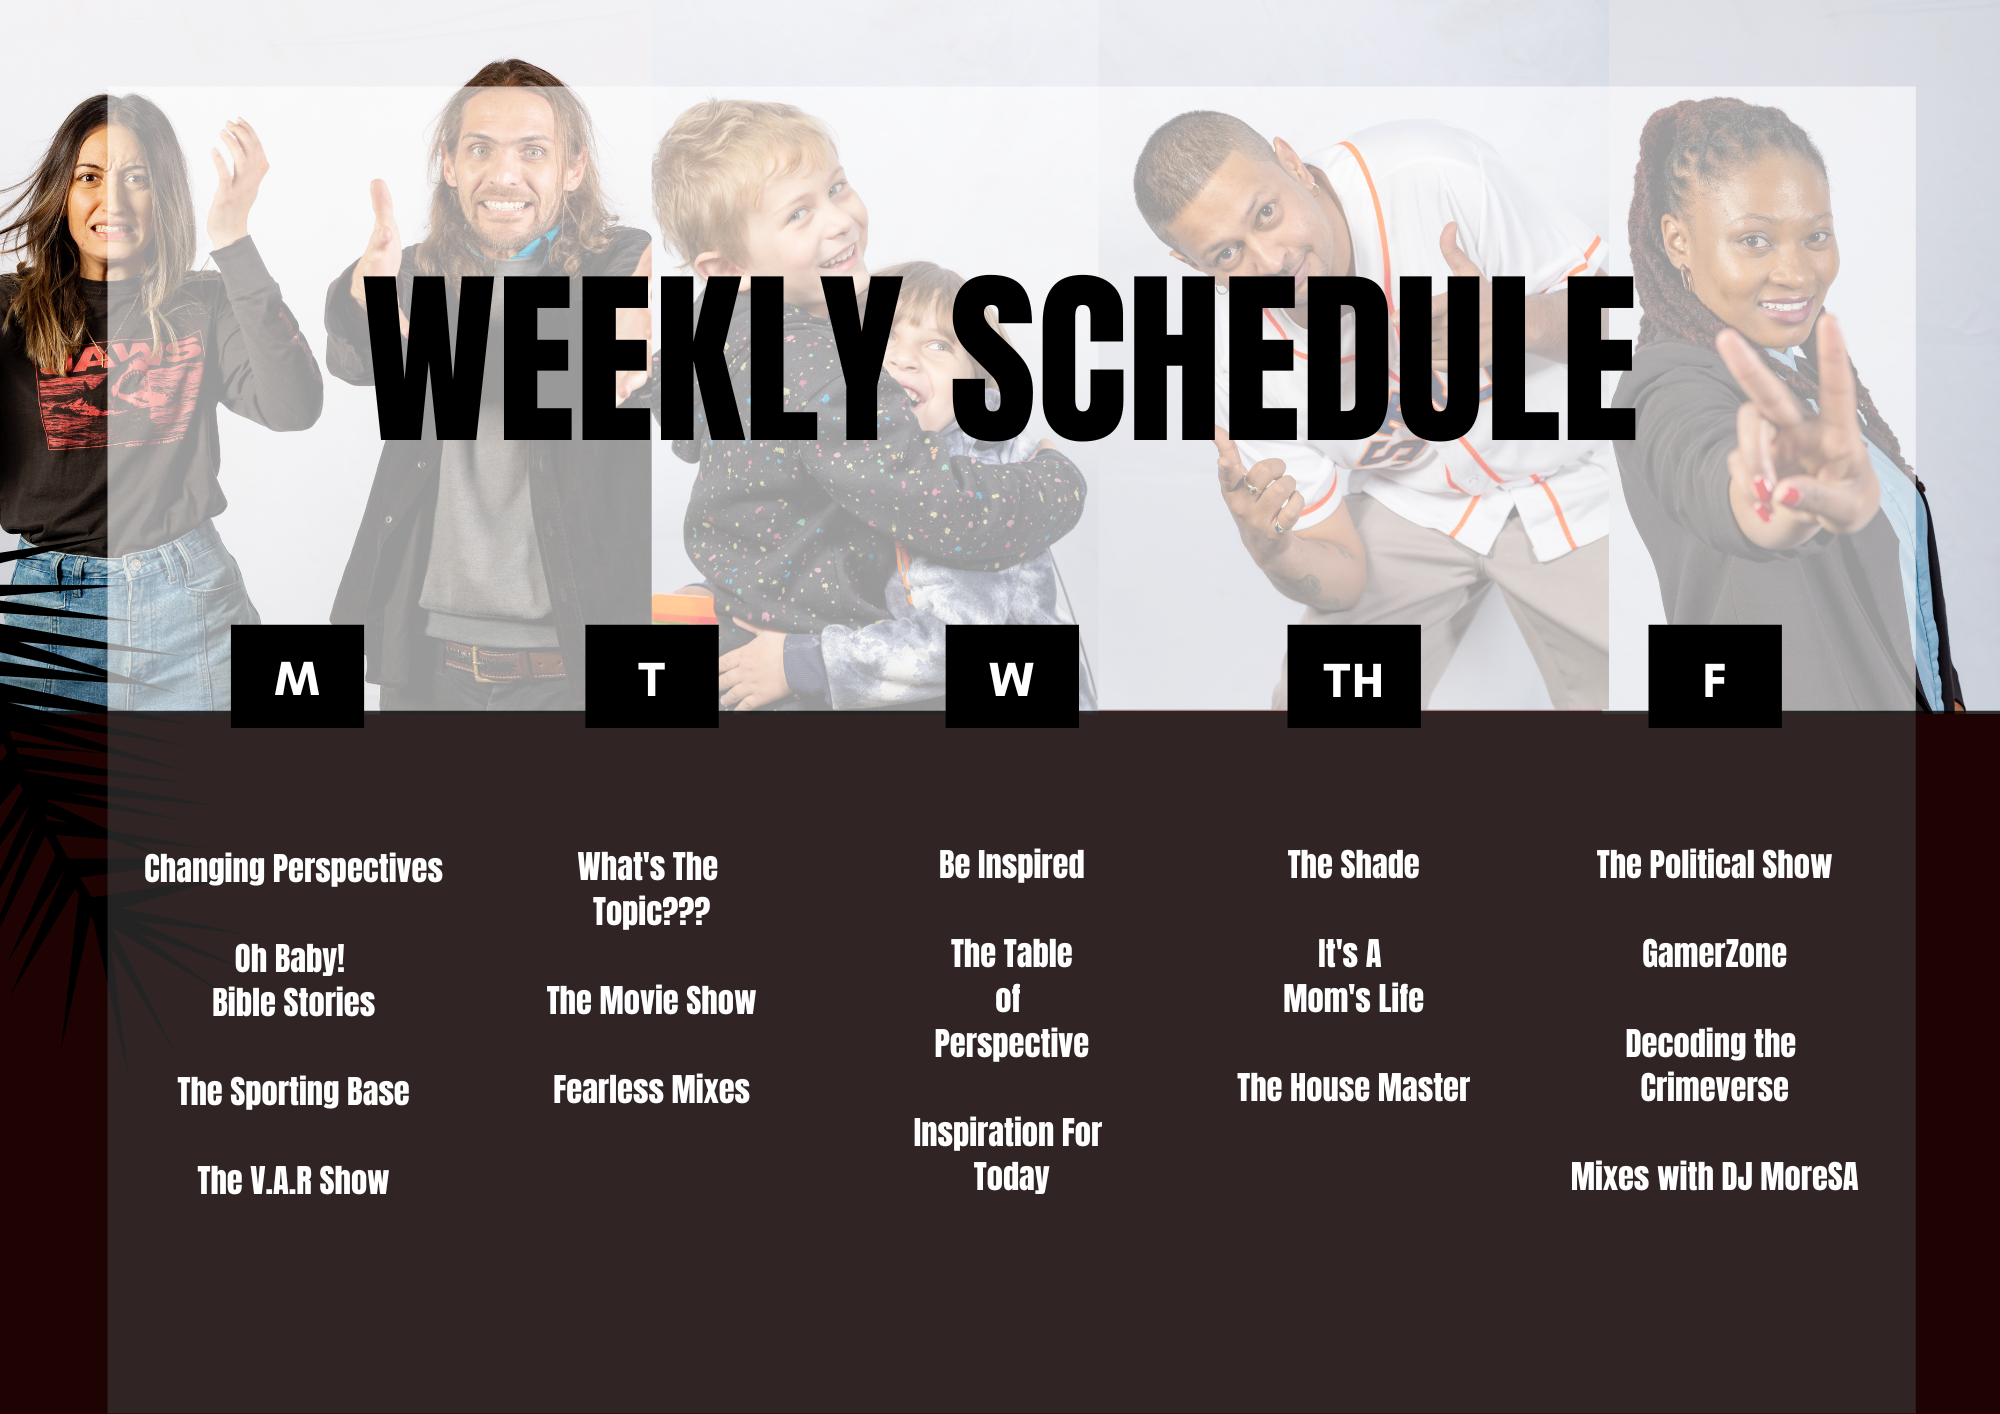 JAWS
WEEKLY SCHEDULE
M
T
W
TH
F
Changing Perspectives
Oh Baby!
Bible Stories
The Sporting Base
The V.A.R Show
What's The
Topic???
The Movie Show
Fearless Mixes
Be Inspired
The Table
of
Perspective
Inspiration For
Today
The Shade
It's A
Mom's Life
The House Master
The Political Show
GamerZone
Decoding the
Crimeverse
Mixes with DJ MoreSA